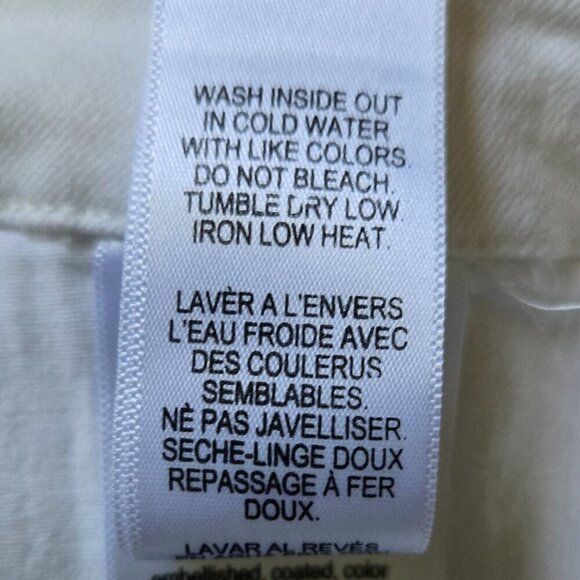 WASH INSIDE OUT
IN COLD WATER
WITH LIKE COLORS.
DO NOT BLEACH.
TUMBLE DRY LOW
IRON LOW HEAT.
LAVÈR A L'ENVERS
L'EAU FROIDE AVEC
DES COULERUS
SEMBLABLES.
NÈ PAS JAVELLISER.
SECHE-LINGE DOUX
REPASSAGE À FER
DOUX.
LAVAR AL REVÉS
embellished, coated, color